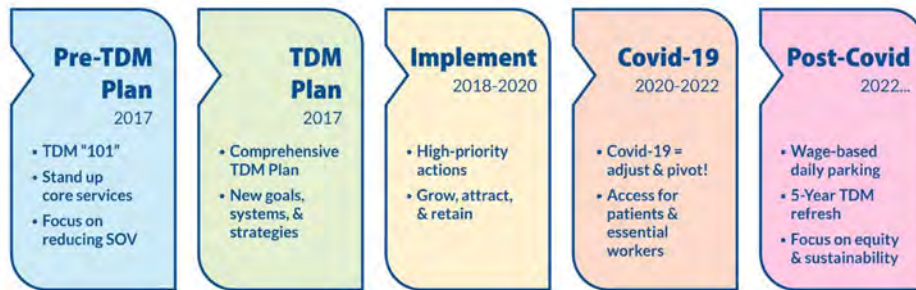 Pre-TDM
Plan
2017
• TDM "101"
• Stand up
core services
• Focus on
reducing SOV
TDM
Plan
2017
• Comprehensive
TDM Plan
• New goals,
systems, &
strategies
Implement
2018-2020
• High-priority
actions
• Grow, attract,
& retain
Covid-19
2020-2022
• Covid-19 =
adjust & pivot!
• Access for
patients &
essential
workers
Post-Covid
2022...
• Wage-based
daily parking
• 5-Year TDM
refresh
• Focus on equity
& sustainability